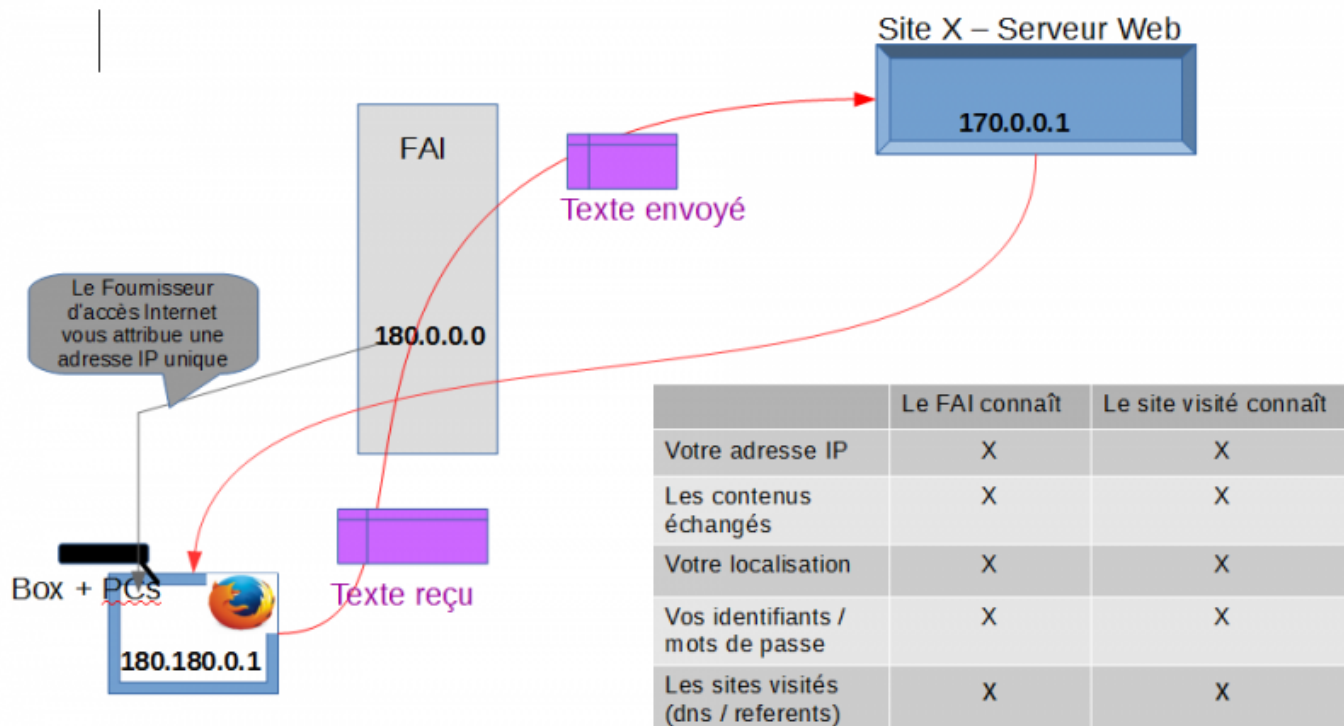 Site X – Serveur Web
170.0.0.1
FAI
Texte envoyé
Le Fournisseur
d'accès Internet
vous attribue une
adresse IP unique
180.0.0.0
Le FAI connaît Le site visité connaît
Votre adresse IP X X
Les contenus
échangés X X
Votre localisation X X
Vos identifiants /
mots de passe X X
Les sites visités
(dns / referents) X X
Box + PCs
Texte reçu
180.180.0.1